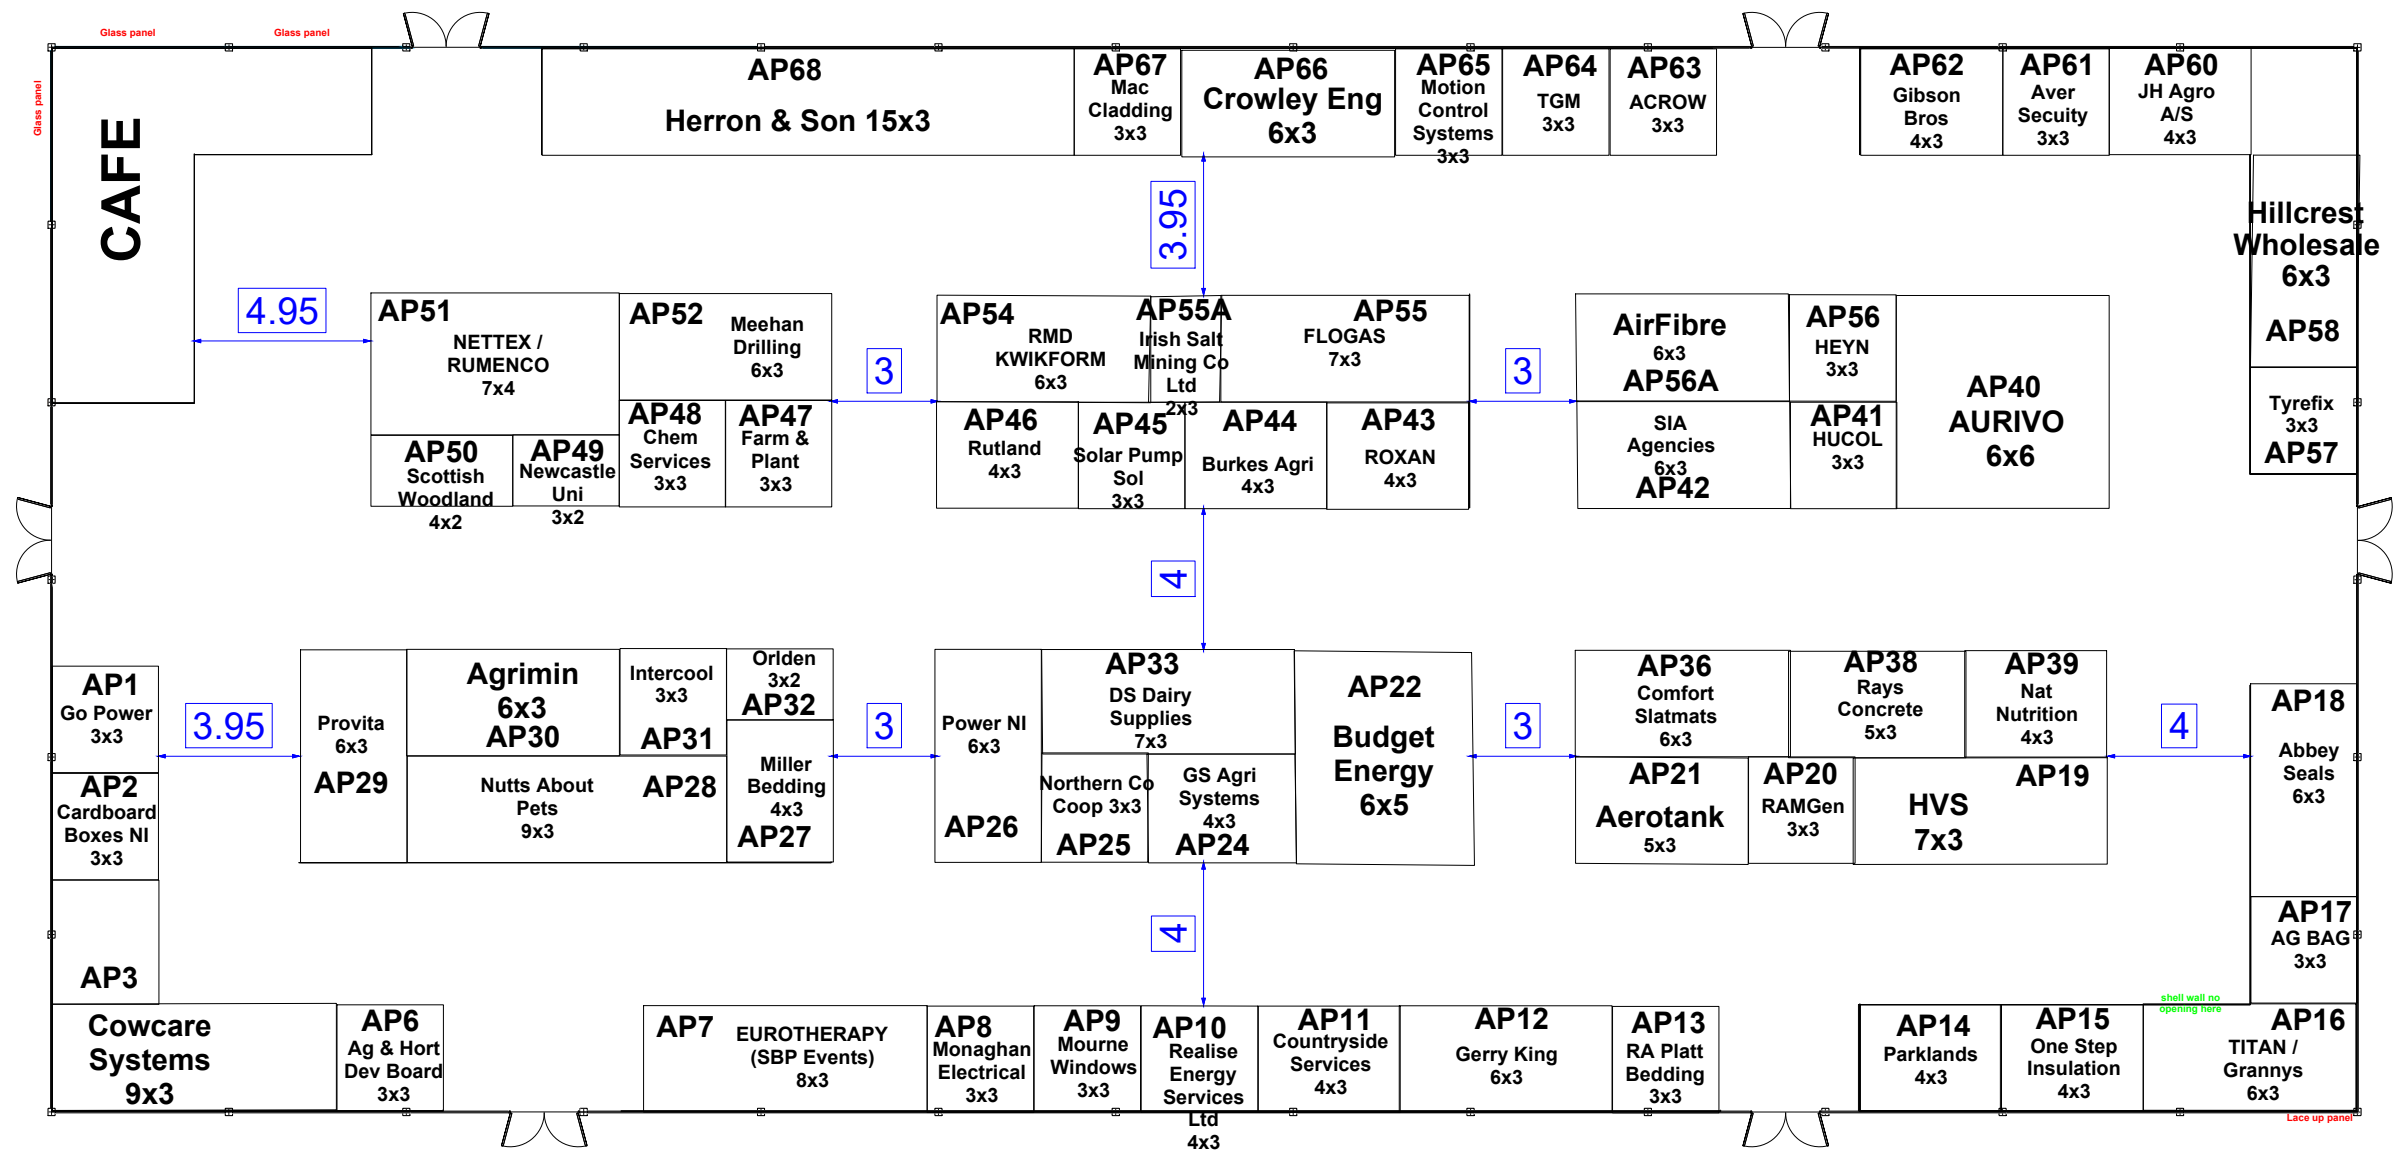 Glass panel
Glass panel
Glass panel
CAFE
AP68
Herron & Son 15x3
AP67
Mac
Cladding
3x3
AP66
Crowley Eng
6x3
AP65
Motion
Control
Systems
3x3
AP64
TGM
3x3
AP63
ACROW
3x3
AP62
Gibson
Bros
4x3
AP61
Aver
Secuity
3x3
AP60
JH Agro
A/S
4x3
3.95
Hillcrest
Wholesale
6x3
AP58
Tyrefix
3x3
AP57
4.95
AP51
NETTEX /
RUMENCO
7x4
AP52
Meehan
Drilling
6x3
AP50
Scottish
Woodland
4x2
AP49
Newcastle
Uni
3x2
AP48
Chem
Services
3x3
AP47
Farm &
Plant
3x3
3
AP54
RMD
KWIKFORM
6x3
AP55A
Irish Salt
Mining Co
Ltd
2x3
AP55
FLOGAS
7x3
AP46
Rutland
4x3
AP45
Solar Pump
Sol
3x3
AP44
Burkes Agri
4x3
AP43
ROXAN
4x3
3
AirFibre
6x3
AP56A
AP56
HEYN
3x3
SIA
Agencies
6x3
AP42
AP41
HUCOL
3x3
AP40
AURIVO
6x6
4
AP1
Go Power
3x3
AP2
Cardboard
Boxes NI
3x3
AP3
3.95
Provita
6x3
AP29
Agrimin
6x3
AP30
Intercool
3x3
AP31
Orlden
3x2
AP32
Nutts About
Pets
9x3
AP28
Miller
Bedding
4x3
AP27
3
Power NI
6x3
AP26
AP33
DS Dairy
Supplies
7x3
Northern Co
Coop 3x3
AP25
GS Agri
Systems
4x3
AP24
AP22
Budget
Energy
6x5
3
AP36
Comfort
Slatmats
6x3
AP38
Rays
Concrete
5x3
AP39
Nat
Nutrition
4x3
AP21
Aerotank
5x3
AP20
RAMGen
3x3
AP19
HVS
7x3
4
AP18
Abbey
Seals
6x3
AP17
AG BAG
3x3
4
Cowcare
Systems
9x3
AP6
Ag & Hort
Dev Board
3x3
AP7
EUROTHERAPY
(SBP Events)
8x3
AP8
Monaghan
Electrical
3x3
AP9
Mourne
Windows
3x3
AP10
Realise
Energy
Services
Ltd
4x3
AP11
Countryside
Services
4x3
AP12
Gerry King
6x3
AP13
RA Platt
Bedding
3x3
AP14
Parklands
4x3
AP15
One Step
Insulation
4x3
shell wall no
opening here
AP16
TITAN /
Grannys
6x3
Lace up panel